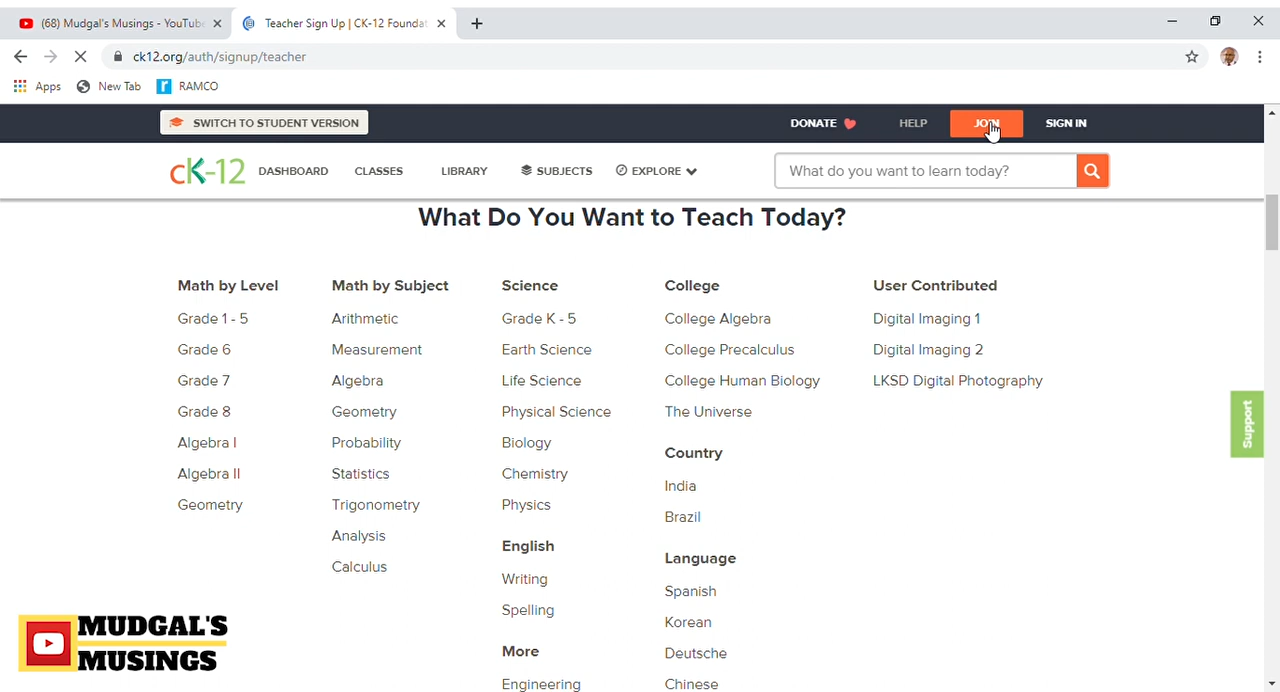 (68) Mudgal's Musings - YouTube
Teacher Sign Up | CK-12 Foundat
ck12.org/auth/signup/teacher
Apps
New Tab
RAMCO
SWITCH TO STUDENT VERSION
DONATE
HELP
JOIN
SIGN IN
cK-12
DASHBOARD
CLASSES
LIBRARY
SUBJECTS
EXPLORE
What do you want to learn today?
What Do You Want to Teach Today?
Math by Level
Grade 1 - 5
Grade 6
Grade 7
Grade 8
Algebra I
Algebra II
Geometry
Math by Subject
Arithmetic
Measurement
Algebra
Geometry
Probability
Statistics
Trigonometry
Analysis
Calculus
Science
Grade K - 5
Earth Science
Life Science
Physical Science
Biology
Chemistry
Physics
English
Writing
Spelling
More
Engineering
College
College Algebra
College Precalculus
College Human Biology
The Universe
Country
India
Brazil
Language
Spanish
Korean
Deutsche
Chinese
User Contributed
Digital Imaging 1
Digital Imaging 2
LKSD Digital Photography
Support
MUDGAL'S
MUSINGS